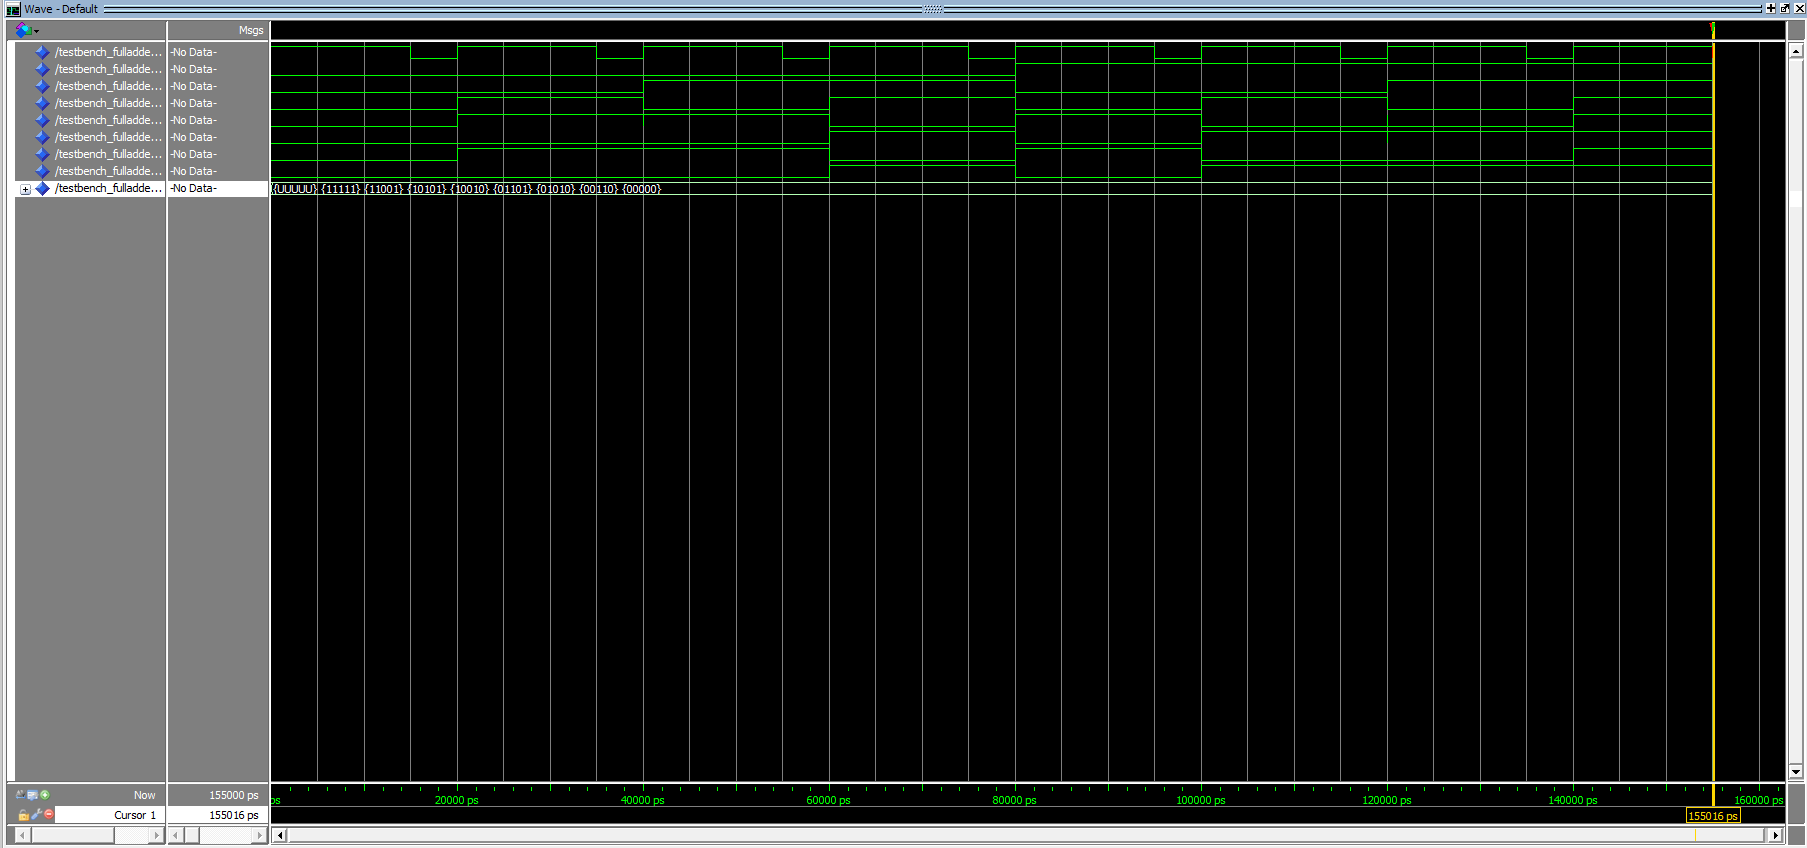 Wave - Default
Msgs
/testbench_fulladde... -No Data-
/testbench_fulladde... -No Data-
/testbench_fulladde... -No Data-
/testbench_fulladde... -No Data-
/testbench_fulladde... -No Data-
/testbench_fulladde... -No Data-
/testbench_fulladde... -No Data-
/testbench_fulladde... -No Data-
/testbench_fulladde... -No Data- {UUUUU} {11111} {11001} {10101} {10010} {01101} {01010} {00110} {00000}
Now 155000 ps ps 20000 ps 40000 ps 60000 ps 80000 ps 100000 ps 120000 ps 140000 ps 160000 ps
Cursor 1 155016 ps 155016 ps